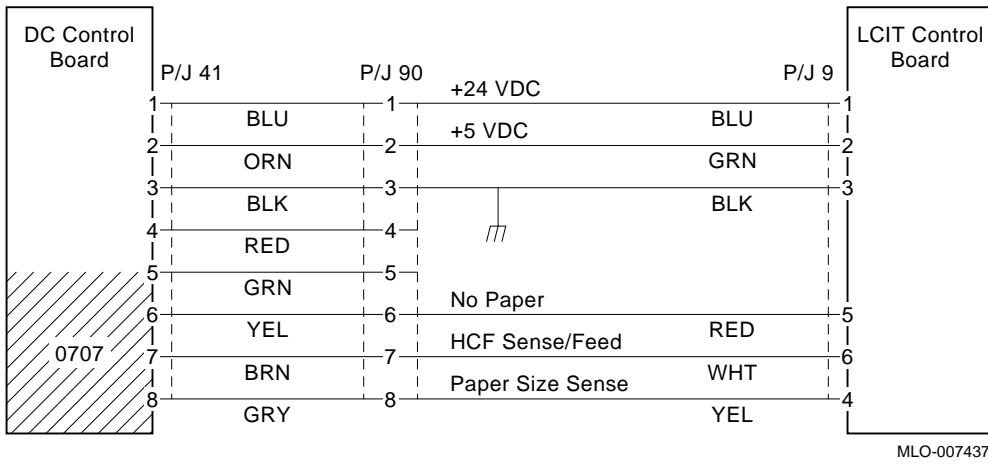 DC Control
Board
LCIT Control
Board
P/J 41
P/J 90
P/J 9
1 1 +24 VDC 1
BLU BLU
2 2 +5 VDC 2
ORN GRN
3 3 3
BLK BLK
4 4
RED
5 5
GRN
6 6 No Paper 5
YEL RED
0707
7 7 HCF Sense/Feed 6
BRN WHT
8 8 Paper Size Sense 4
GRY YEL
MLO-007437